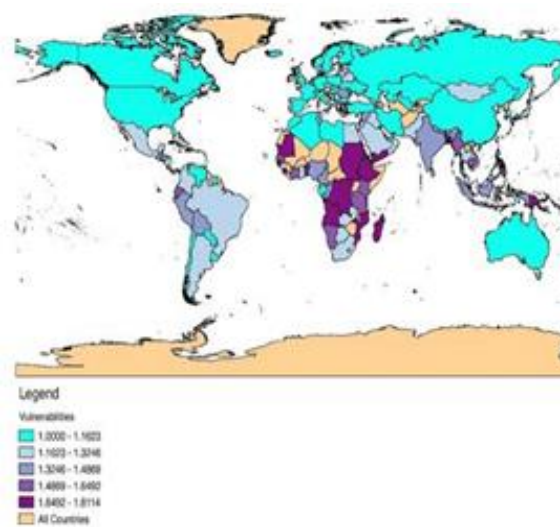 Legend
Vulnerabilities
1.0000 - 1.1623
1.1623 - 1.3246
1.3246 - 1.4869
1.4869 - 1.6492
1.6492 - 1.8114
All Countries